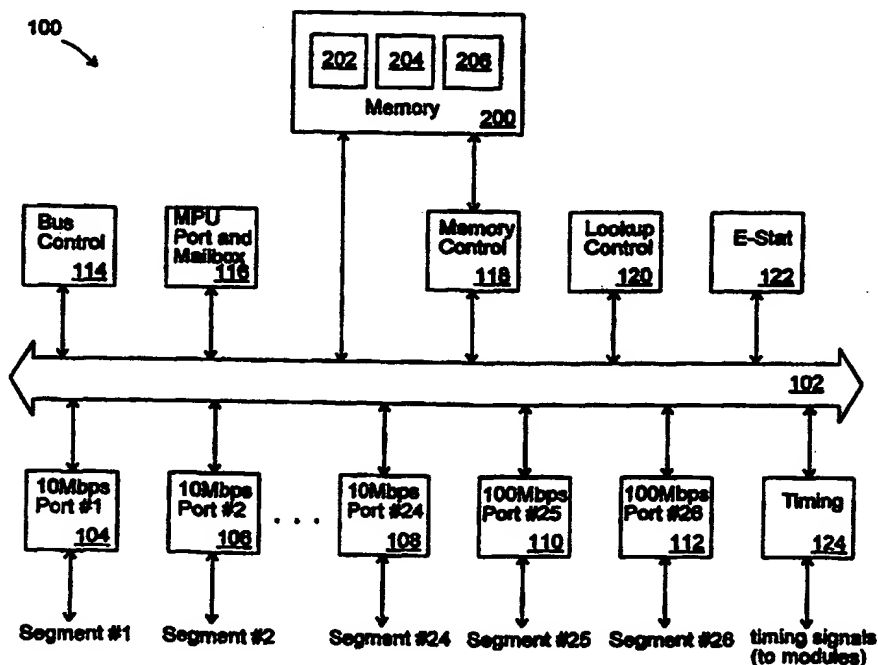 100
202 204 206
Memory
200
Bus
Control
114
MPU
Port and
Mailbox
116
Memory
Control
118
Lookup
Control
120
E-Stat
122
102
10Mbps
Port #1
104
10Mbps
Port #2
106
. . .
10Mbps
Port #24
108
100Mbps
Port #25
110
100Mbps
Port #26
112
Timing
124
Segment #1
Segment #2
Segment #24
Segment #25
Segment #26
timing signals
(to modules)